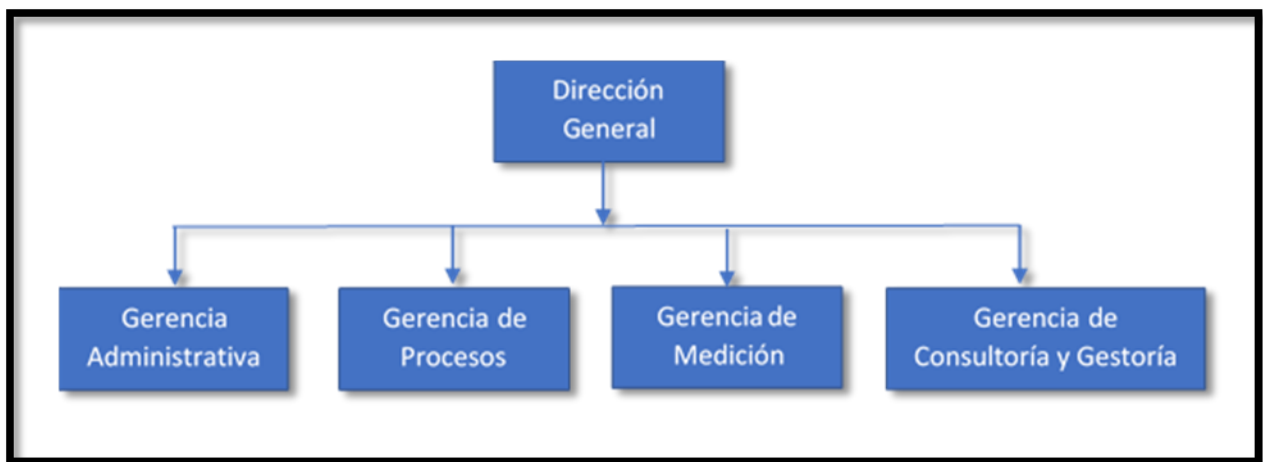 Dirección
General
Gerencia
Administrativa
Gerencia de
Procesos
Gerencia de
Medición
Gerencia de
Consultoría y Gestoría